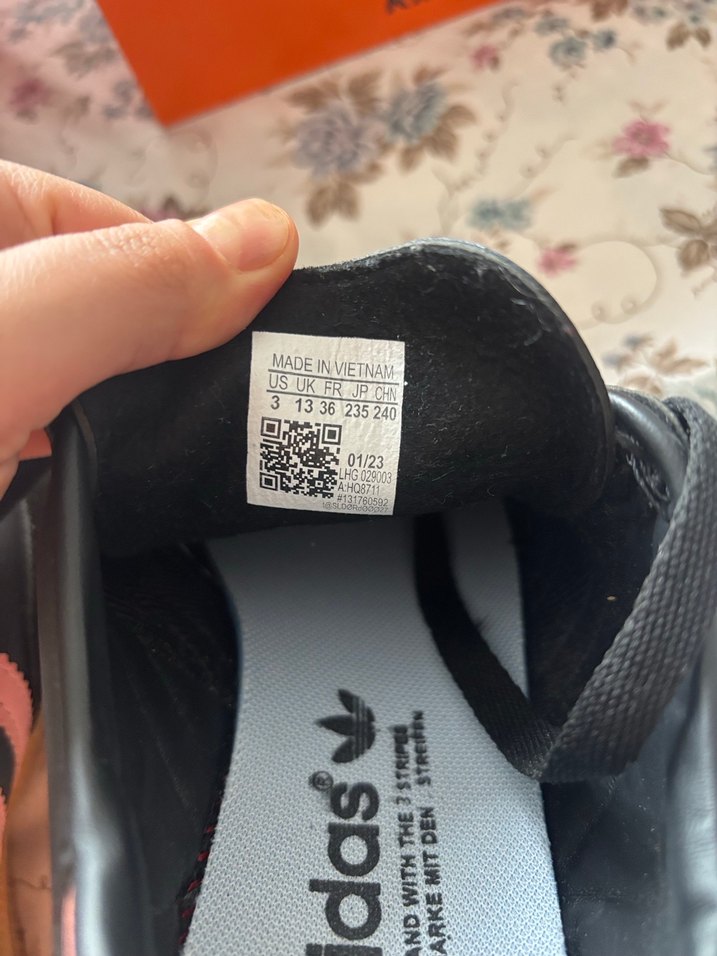 MADE IN VIETNAM
US UK FR JP CHN
3 13 36 235 240
01/23
LHG 029003
A:HQ8711
#131760592
adidas®
AND WITH THE 3 STRIPES
ARKE MIT DEN STREIFEN